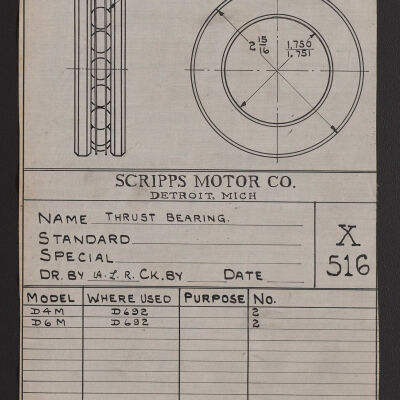 2 15/16
1.750
1.751
SCRIPPS MOTOR CO.
DETROIT, MICH
NAME THRUST BEARING.
STANDARD
SPECIAL
DR. BY A.L.R. CK. BY DATE
X
516
MODEL WHERE USED PURPOSE NO.
D4M D692 2
D6M D692 2